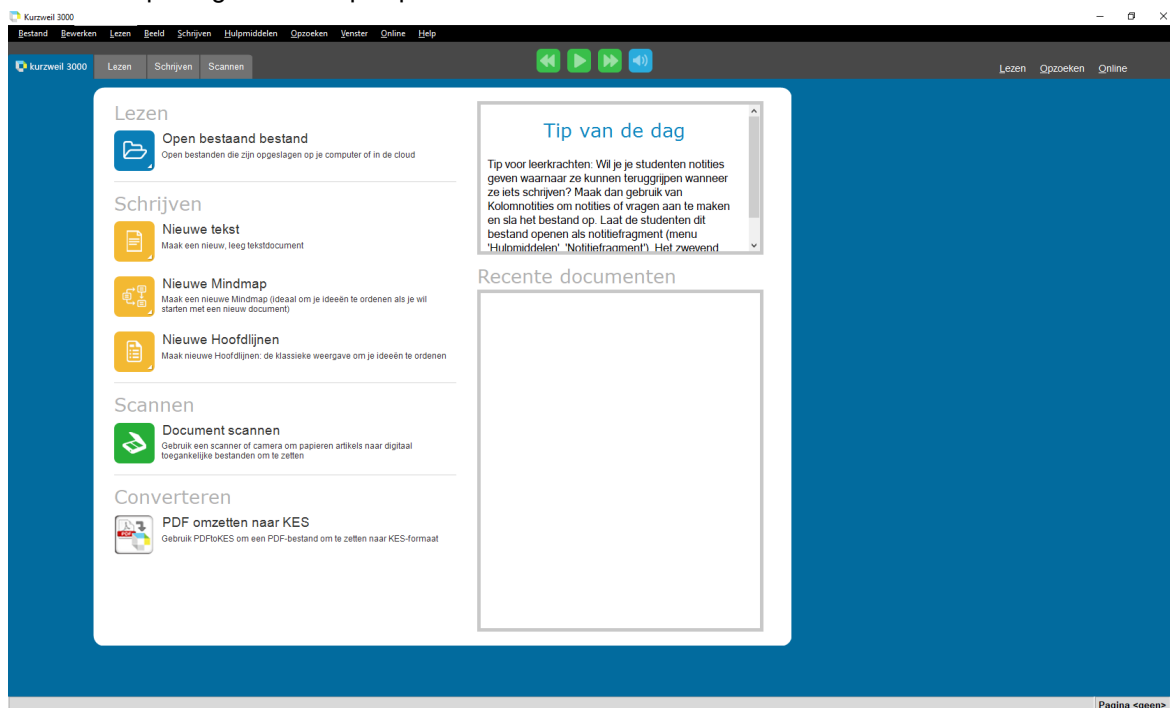 Kurzweil 3000
Bestand Bewerken Lezen Beeld Schrijven Hulpmiddelen Opzoeken Venster Online Help
kurzweil 3000 Lezen Schrijven Scannen
Lezen Opzoeken Online
Lezen
Open bestaand bestand
Open bestanden die zijn opgeslagen op je computer of in de cloud
Schrijven
Nieuwe tekst
Maak een nieuw, leeg tekstdocument
Nieuwe Mindmap
Maak een nieuwe Mindmap (ideaal om je ideeën te ordenen als je wil
starten met een nieuw document)
Nieuwe Hoofdlijnen
Maak nieuwe Hoofdlijnen: de klassieke weergave om je ideeën te ordenen
Scannen
Document scannen
Gebruik een scanner of camera om papieren artikels naar digitaal
toegankelijke bestanden om te zetten
Converteren
PDF
PDF omzetten naar KES
Gebruik PDFtoKES om een PDF-bestand om te zetten naar KES-formaat
Tip van de dag
Tip voor leerkrachten: Wil je je studenten notities
geven waarnaar ze kunnen teruggrijpen wanneer
ze iets schrijven? Maak dan gebruik van
Kolomnotities om notities of vragen aan te maken
en sla het bestand op. Laat de studenten dit
bestand openen als notitiefragment (menu
'Hulpmiddelen' 'Notitiefragment'). Het zwevend
Recente documenten
Pagina <geen>